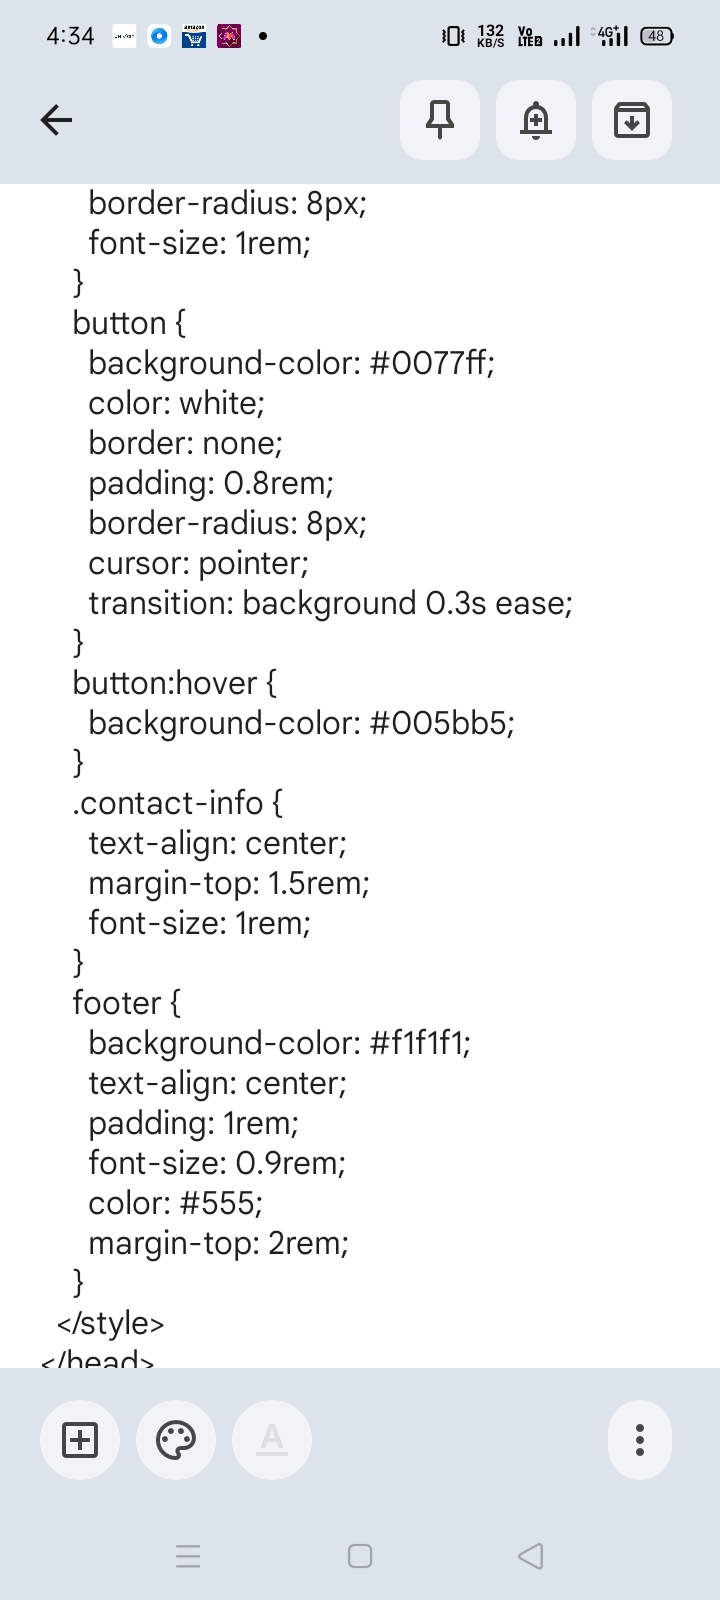 4:34
amazon
132
KB/S
Vo
LTE 2
4G+
48
border-radius: 8px;
font-size: 1rem;
}
button {
background-color: #0077ff;
color: white;
border: none;
padding: 0.8rem;
border-radius: 8px;
cursor: pointer;
transition: background 0.3s ease;
}
button:hover {
background-color: #005bb5;
}
.contact-info {
text-align: center;
margin-top: 1.5rem;
font-size: 1rem;
}
footer {
background-color: #f1f1f1;
text-align: center;
padding: 1rem;
font-size: 0.9rem;
color: #555;
margin-top: 2rem;
}
</style>
</head>
A